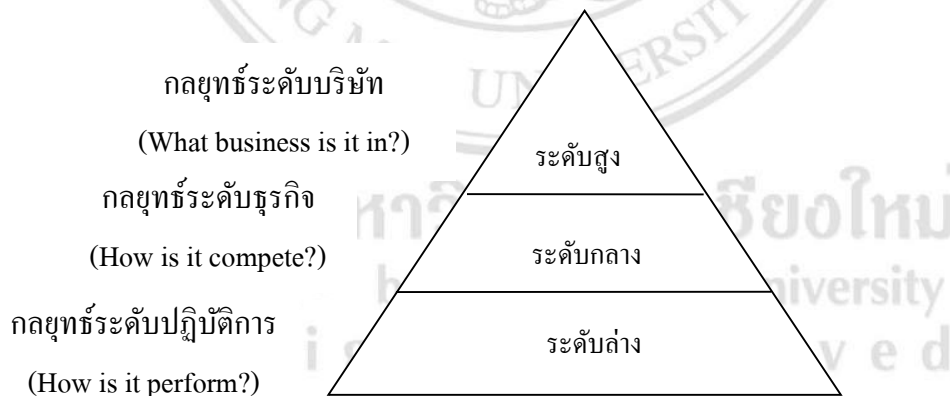 กลยุทธ์ระดับบริษัท
(What business is it in?)
ระดับสูง
กลยุทธ์ระดับธุรกิจ
(How is it compete?)
ระดับกลาง
กลยุทธ์ระดับปฏิบัติการ
(How is it perform?)
ระดับล่าง